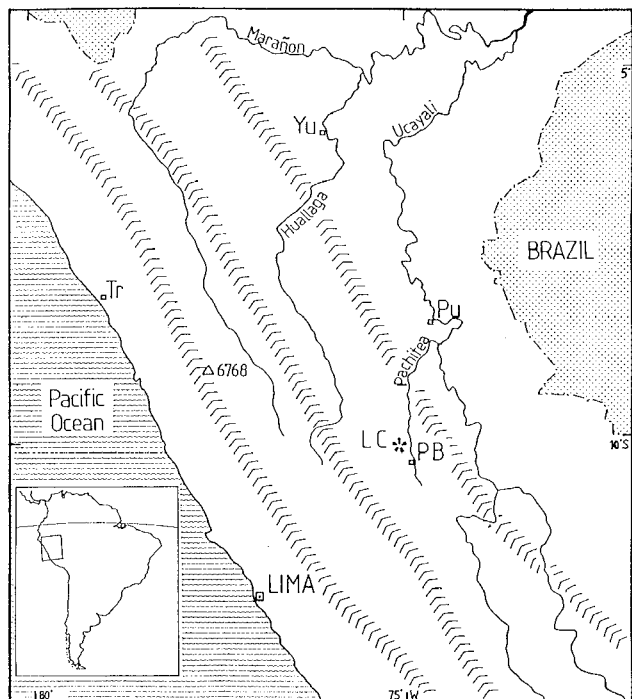 Marañon
5°
Yu
Ucayali
Huallaga
BRAZIL
Tr
Pu
Pachitea
6768
Pacific
Ocean
LC
PB
10°S
LIMA
80°
75°W